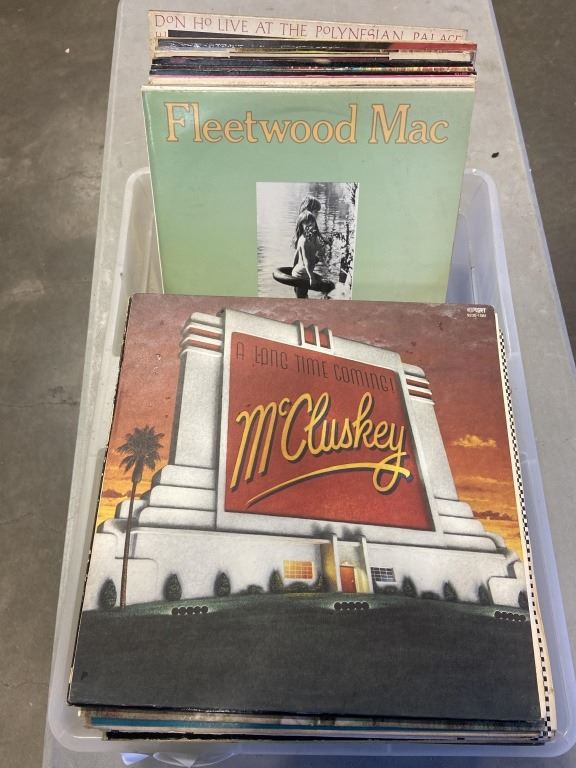 DON HO LIVE AT THE POLYNESIAN PALACE
Fleetwood Mac
A LONG TIME COMING!
McCluskey